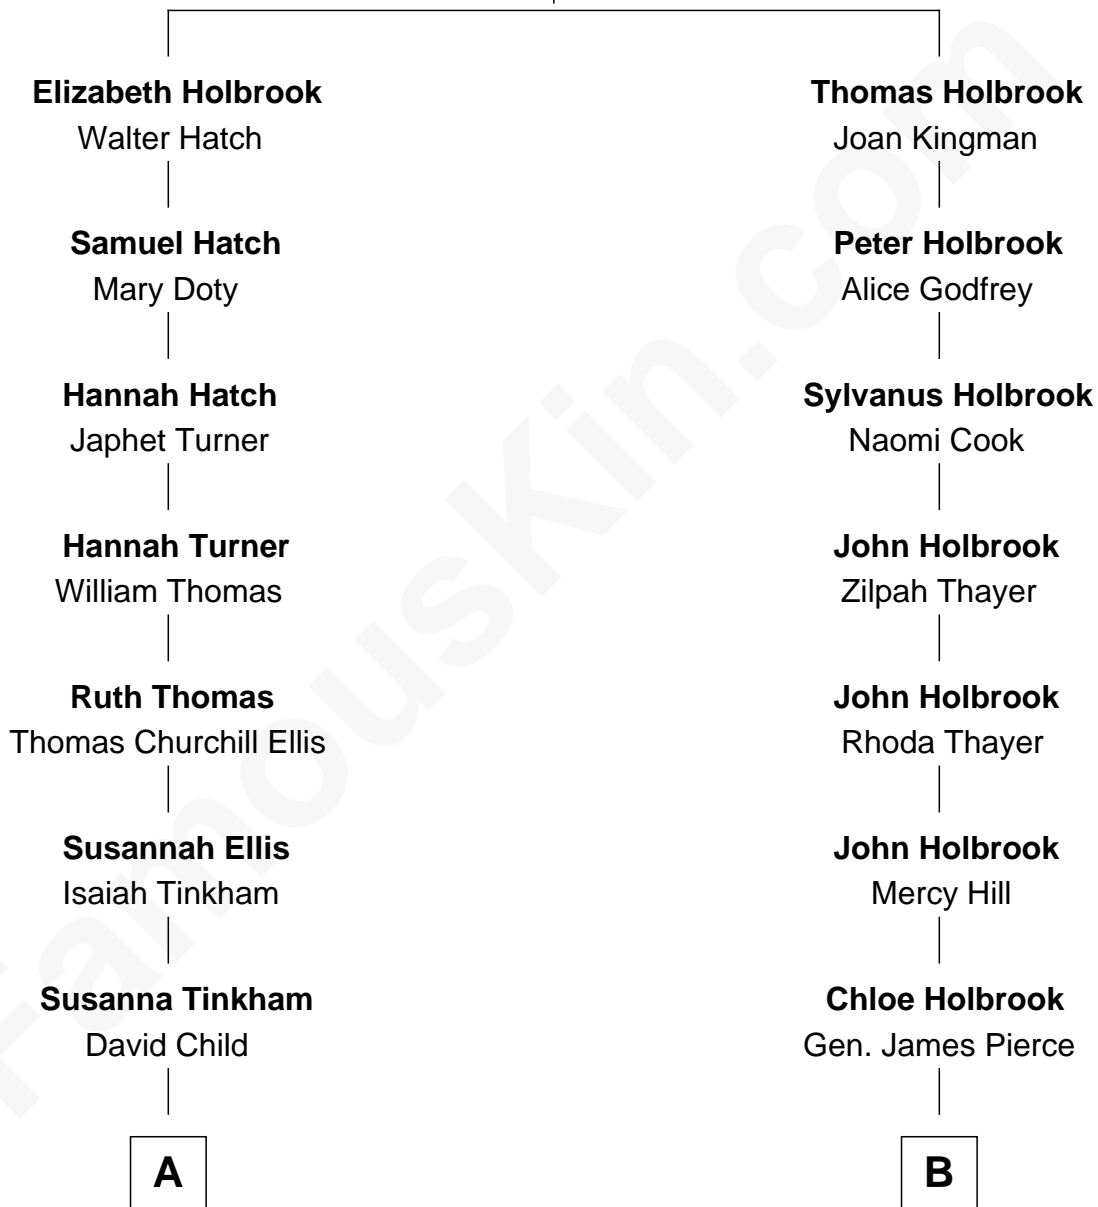 Elizabeth Holbrook
Walter Hatch
Samuel Hatch
Mary Doty
Hannah Hatch
Japhet Turner
Hannah Turner
William Thomas
Ruth Thomas
Thomas Churchill Ellis
Susannah Ellis
Isaiah Tinkham
Susanna Tinkham
David Child
A
Thomas Holbrook
Joan Kingman
Peter Holbrook
Alice Godfrey
Sylvanus Holbrook
Naomi Cook
John Holbrook
Zilpah Thayer
John Holbrook
Rhoda Thayer
John Holbrook
Mercy Hill
Chloe Holbrook
Gen. James Pierce
B
FamousKin.com